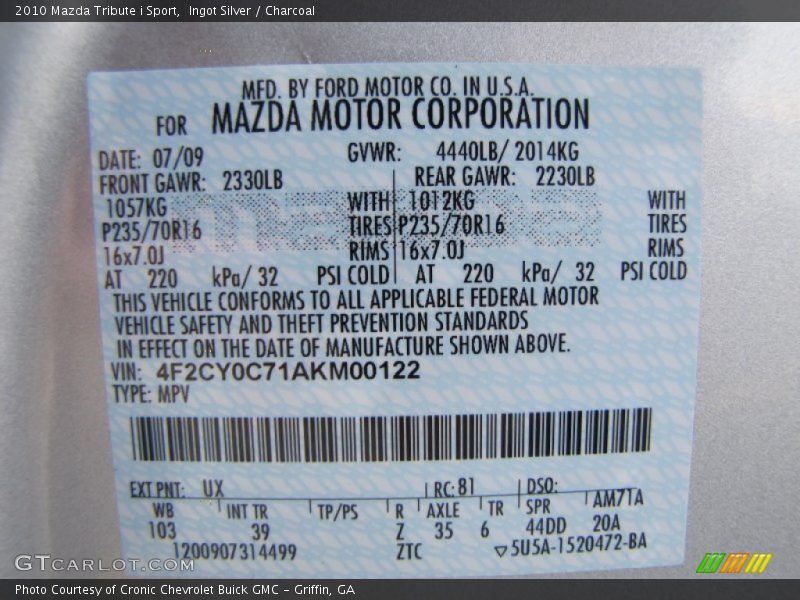 2010 Mazda Tribute i Sport, Ingot Silver / Charcoal
MFD. BY FORD MOTOR CO. IN U.S.A.
FOR MAZDA MOTOR CORPORATION
DATE: 07/09 GVWR: 4440LB/ 2014KG
FRONT GAWR: 2330LB REAR GAWR: 2230LB
1057KG WITH 1012KG WITH
P235/70R16 TIRES P235/70R16 TIRES
16x7.0J RIMS 16x7.0J RIMS
AT 220 kPa/ 32 PSI COLD AT 220 kPa/ 32 PSI COLD
THIS VEHICLE CONFORMS TO ALL APPLICABLE FEDERAL MOTOR
VEHICLE SAFETY AND THEFT PREVENTION STANDARDS
IN EFFECT ON THE DATE OF MANUFACTURE SHOWN ABOVE.
VIN: 4F2CY0C71AKM00122
TYPE: MPV
EXT PNT: UX RC: 81 DSO:
WB INT TR TP/PS R AXLE TR SPR AM7TA
103 39 Z 35 6 44DD 20A
1200907314499 ZTC ▽5U5A-1520472-BA
GTCARLOT.COM
Photo Courtesy of Cronic Chevrolet Buick GMC – Griffin, GA